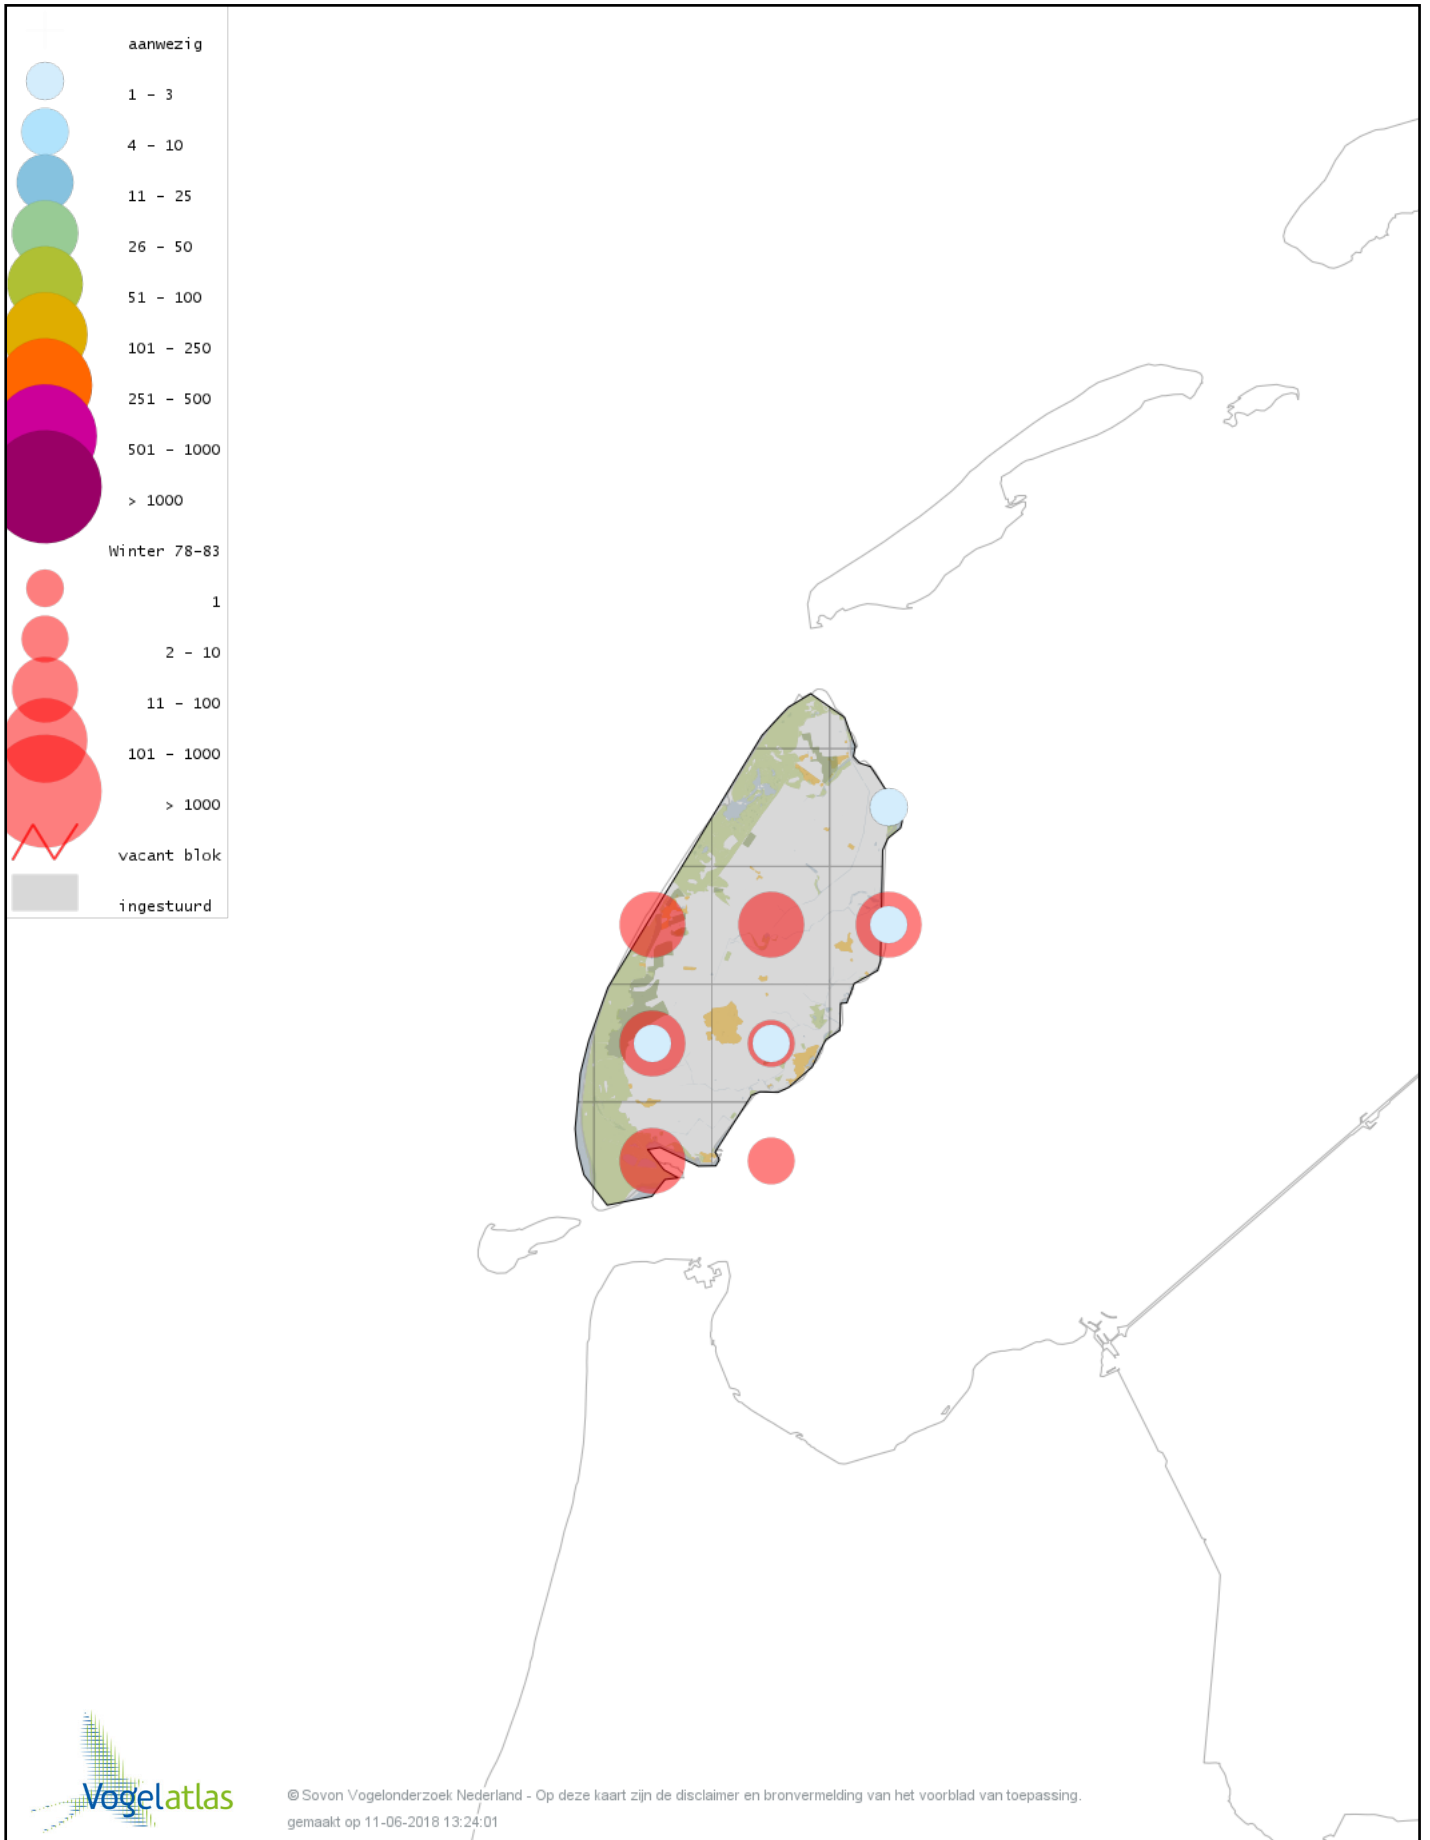 aanwezig
1 - 3
4 - 10
11 - 25
26 - 50
51 - 100
101 - 250
251 - 500
501 - 1000
> 1000
Winter 78-83
1
2 - 10
11 - 100
101 - 1000
> 1000
vacant blok
ingestuurd
Vogelatlas
© Sovon Vogelonderzoek Nederland - Op deze kaart zijn de disclaimer en bronvermelding van het voorblad van toepassing.
gemaakt op 11-06-2018 13:24:01